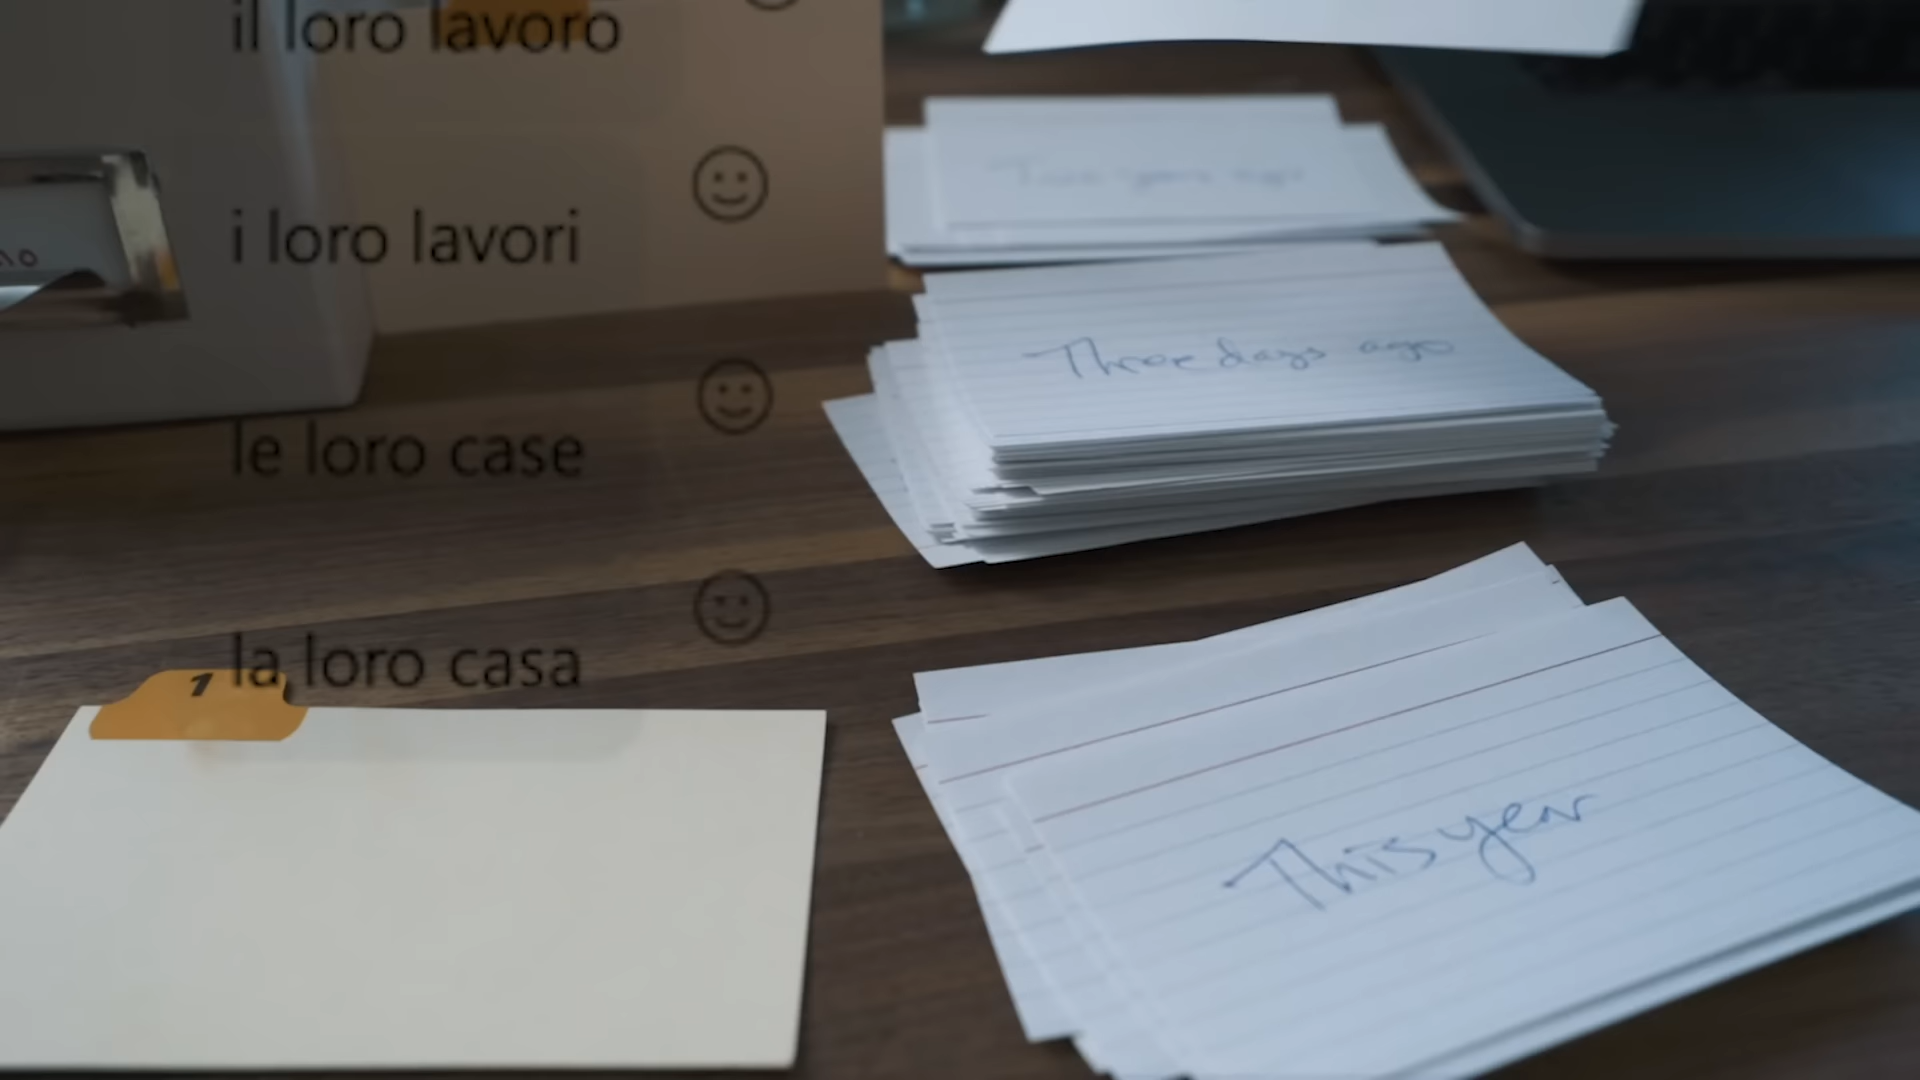 il loro lavoro
i loro lavori
le loro case
la loro casa
1
Three days ago
This year